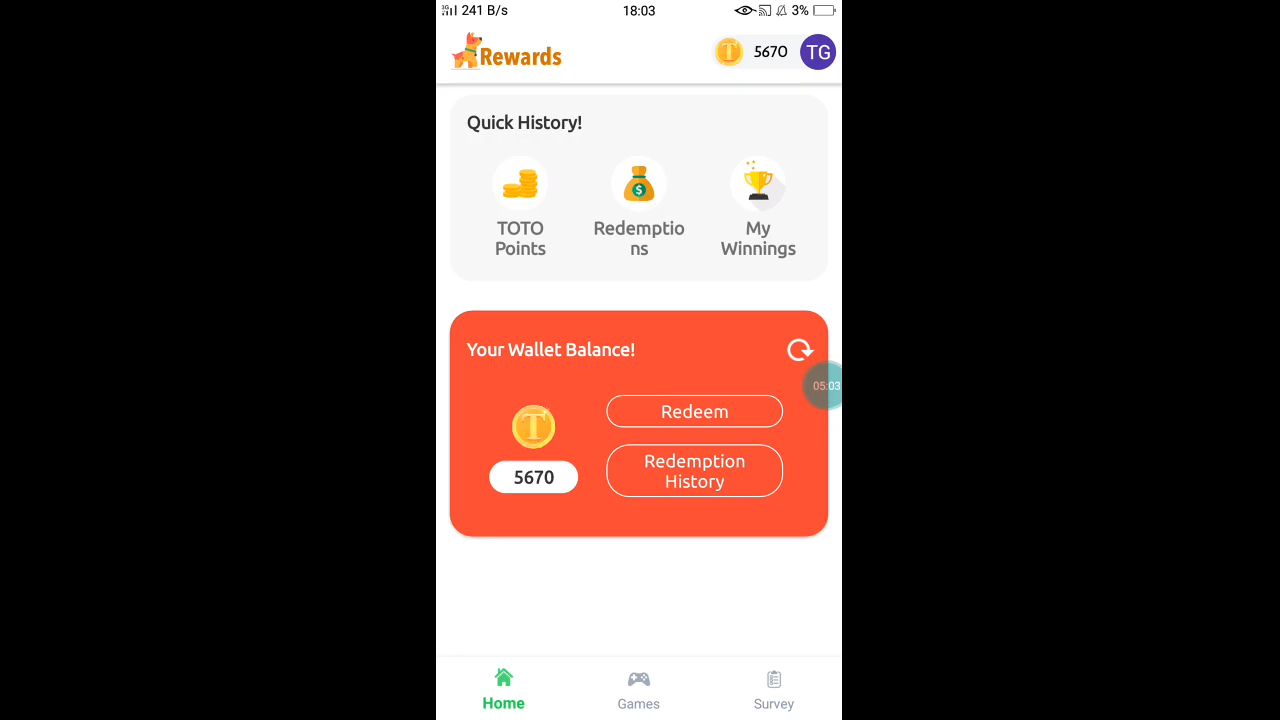 3G 241 B/s 18:03 3%
Rewards 5670 TG
Quick History!
TOTO Points
Redemptio
ns
My Winnings
Your Wallet Balance!
05:03
Redeem
T
5670
Redemption
History
Home Games Survey